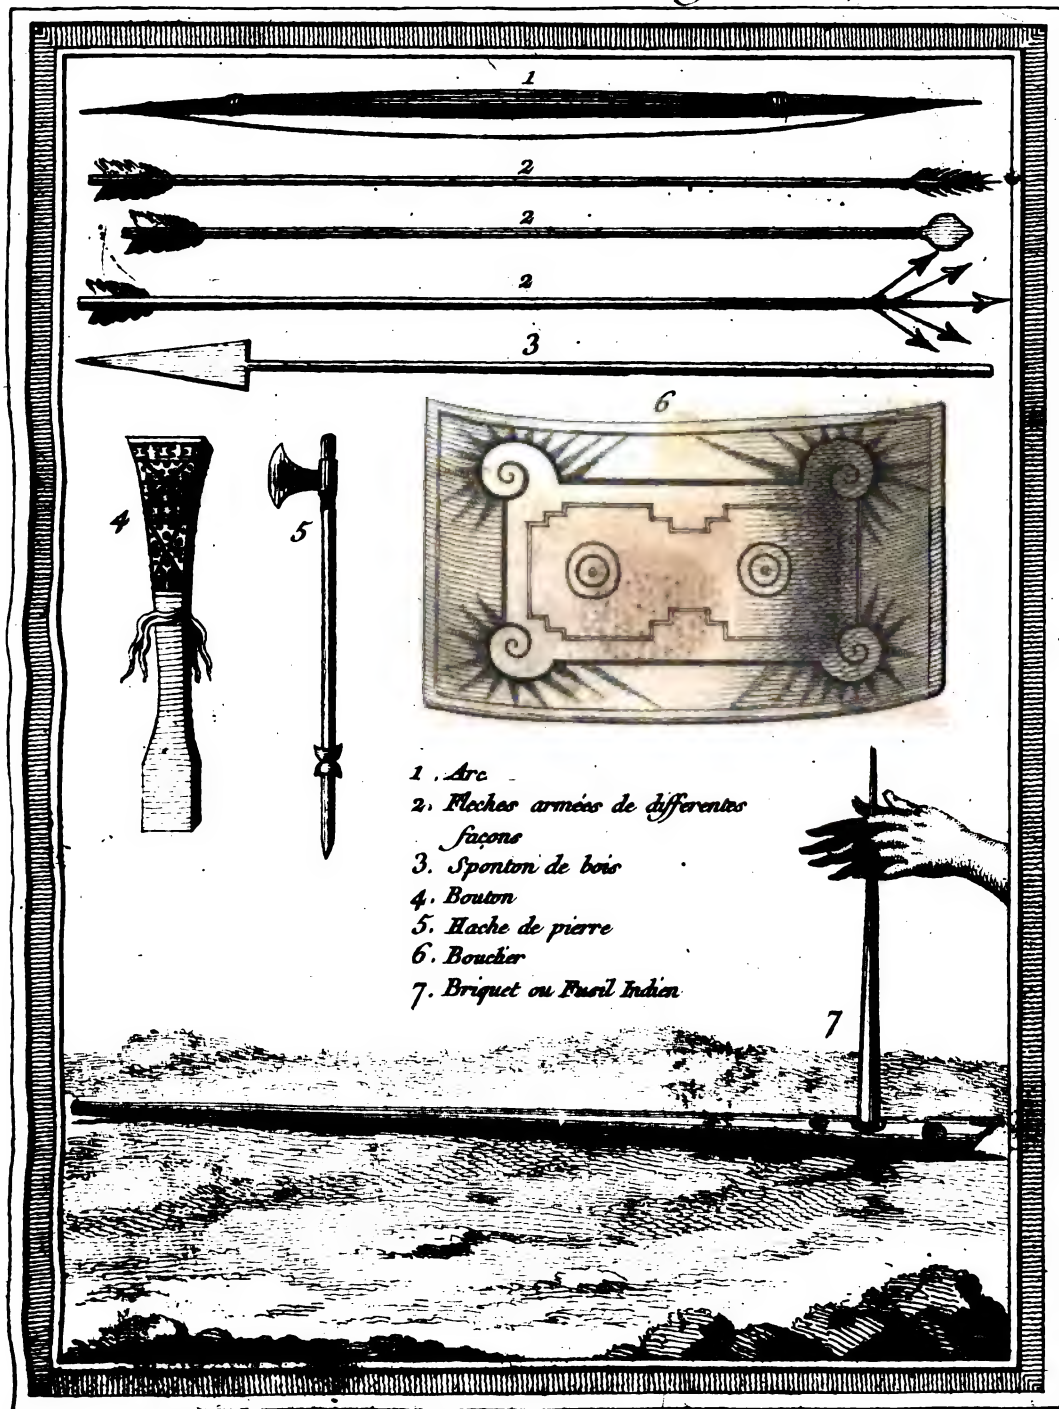 1
2
2
2
3
6
4
5
1. Arc
2. Fleches armées de differentes
façons
3. Sponton de bois
4. Bouton
5. Hache de pierre
6. Bouclier
7. Briquet ou Fusil Indien
7